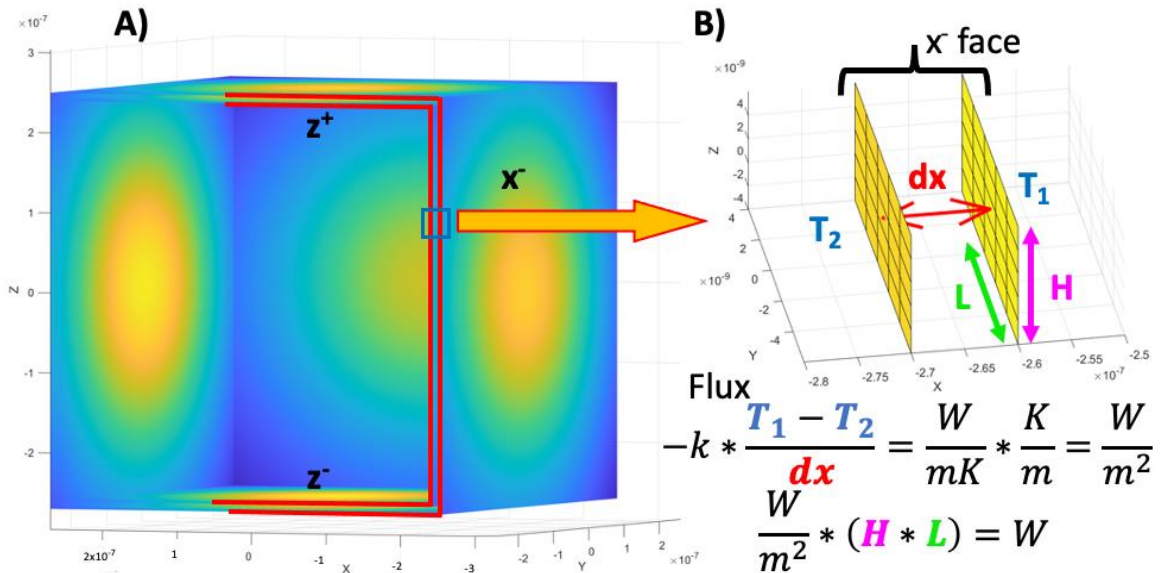 A)
×10⁻⁷
3
2
1
0
-1
-2
Z
z⁺
x⁻
z⁻
2x10⁻⁷ 1 0 -1 -2 -3
X
-2 -1 0 1 2
×10⁻⁷
Y
B)
x⁻ face
×10⁻⁹
4
2
0
-2
-4
Z
dx
T₁
T₂
L
H
4
2
0
-2
-4
×10⁻⁹
Y
-2.8 -2.75 -2.7 -2.65 -2.6 -2.55 -2.5
×10⁻⁷
X
Flux
−k * (T₁ − T₂)/dx = W/mK * K/m = W/m²
W/m² * (H * L) = W